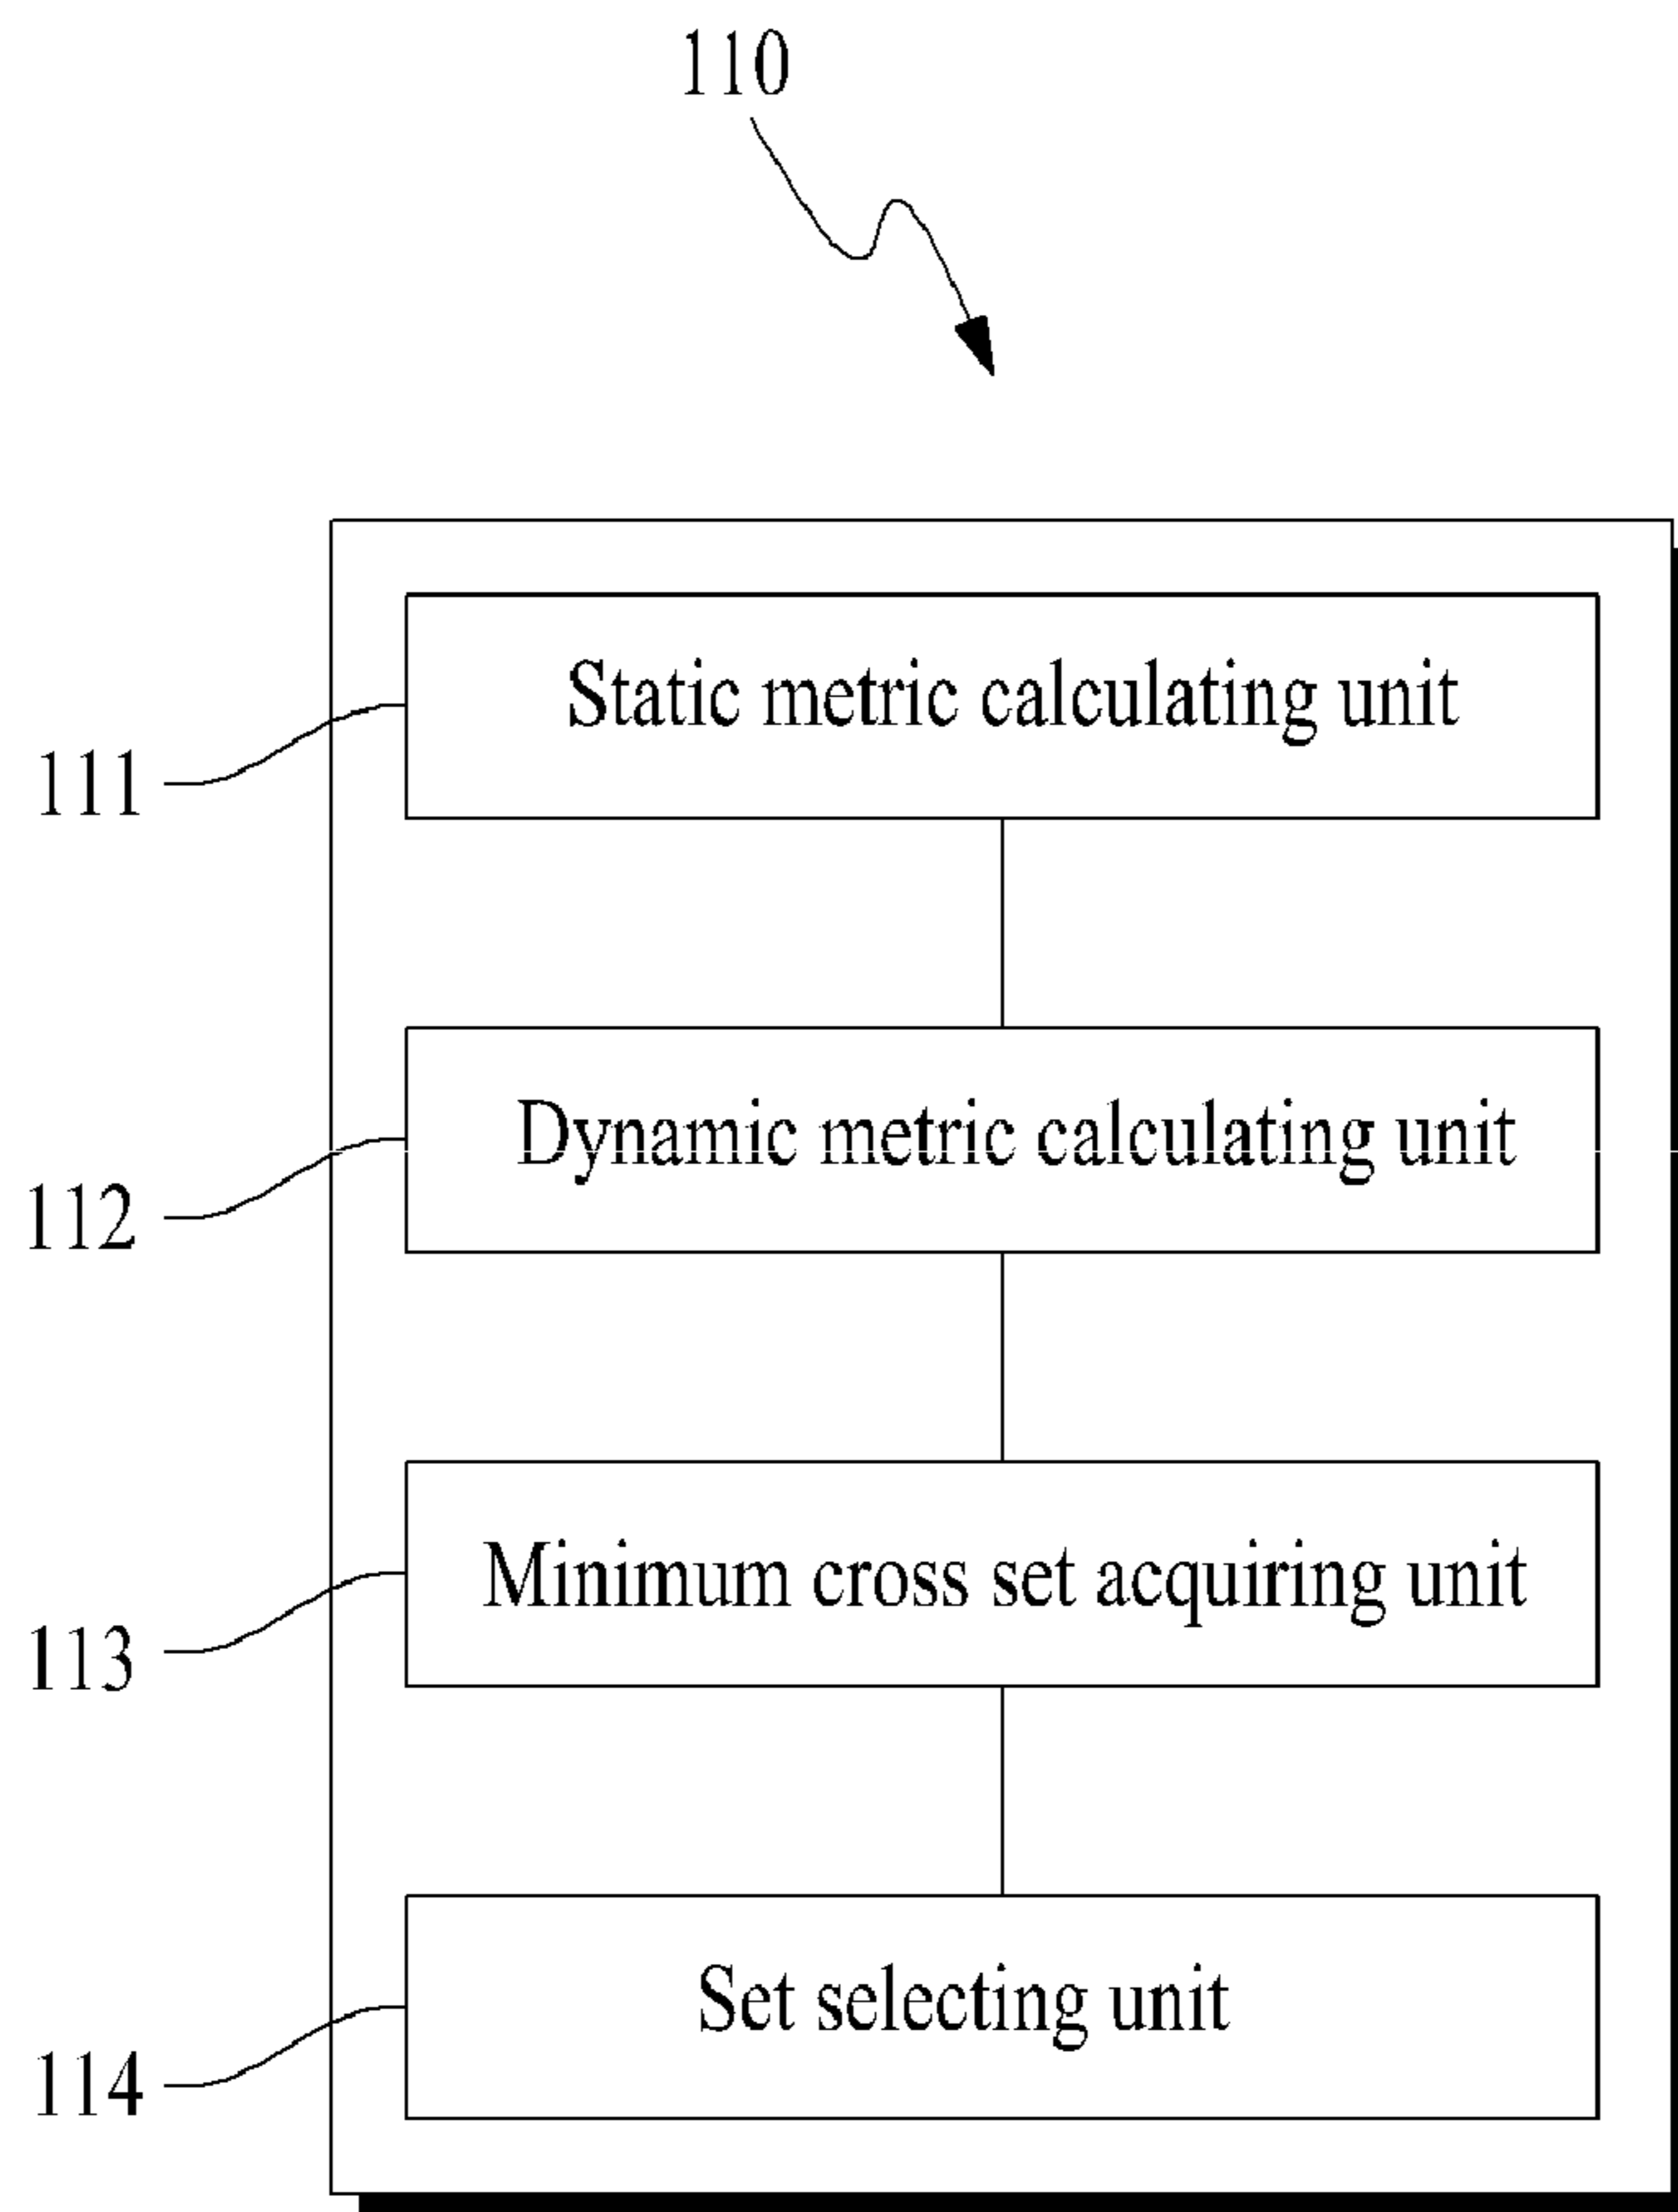 110
Static metric calculating unit
111
Dynamic metric calculating unit
112
Minimum cross set acquiring unit
113
Set selecting unit
114